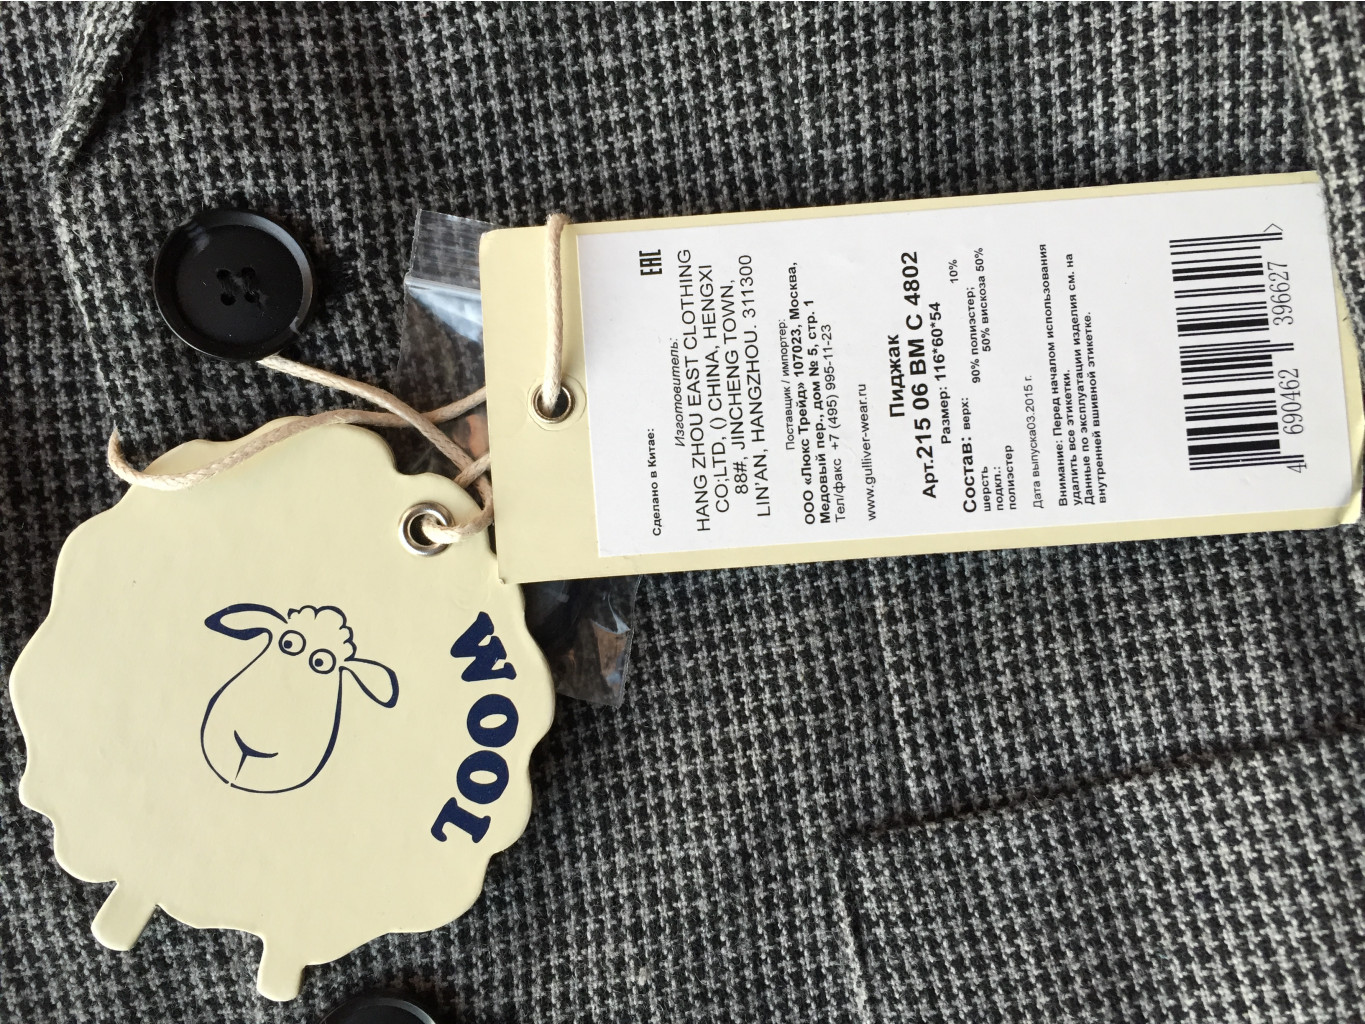 WOOL
Сделано в Китае:
EAC
Изготовитель:
HANG ZHOU EAST CLOTHING
CO;LTD, () CHINA, HENGXI
88#, JINCHENG TOWN,
LIN'AN, HANGZHOU. 311300
Поставщик / импортер:
ООО «Люкс Трейд» 107023, Москва,
Медовый пер., дом № 5, стр. 1
Тел/факс +7 (495) 995-11-23
www.gulliver-wear.ru
Пиджак
Арт.215 06 BM C 4802
Размер: 116*60*54
Состав: верх: 10%
шерсть 90% полиэстер;
подкл.: 50% вискоза 50%
полиэстер
Дата выпуска03.2015 г.
Внимание: Перед началом использования
удалить все этикетки.
Данные по эксплуатации изделия см. на
внутренней вшивной этикетке.
4 690462 396627 >